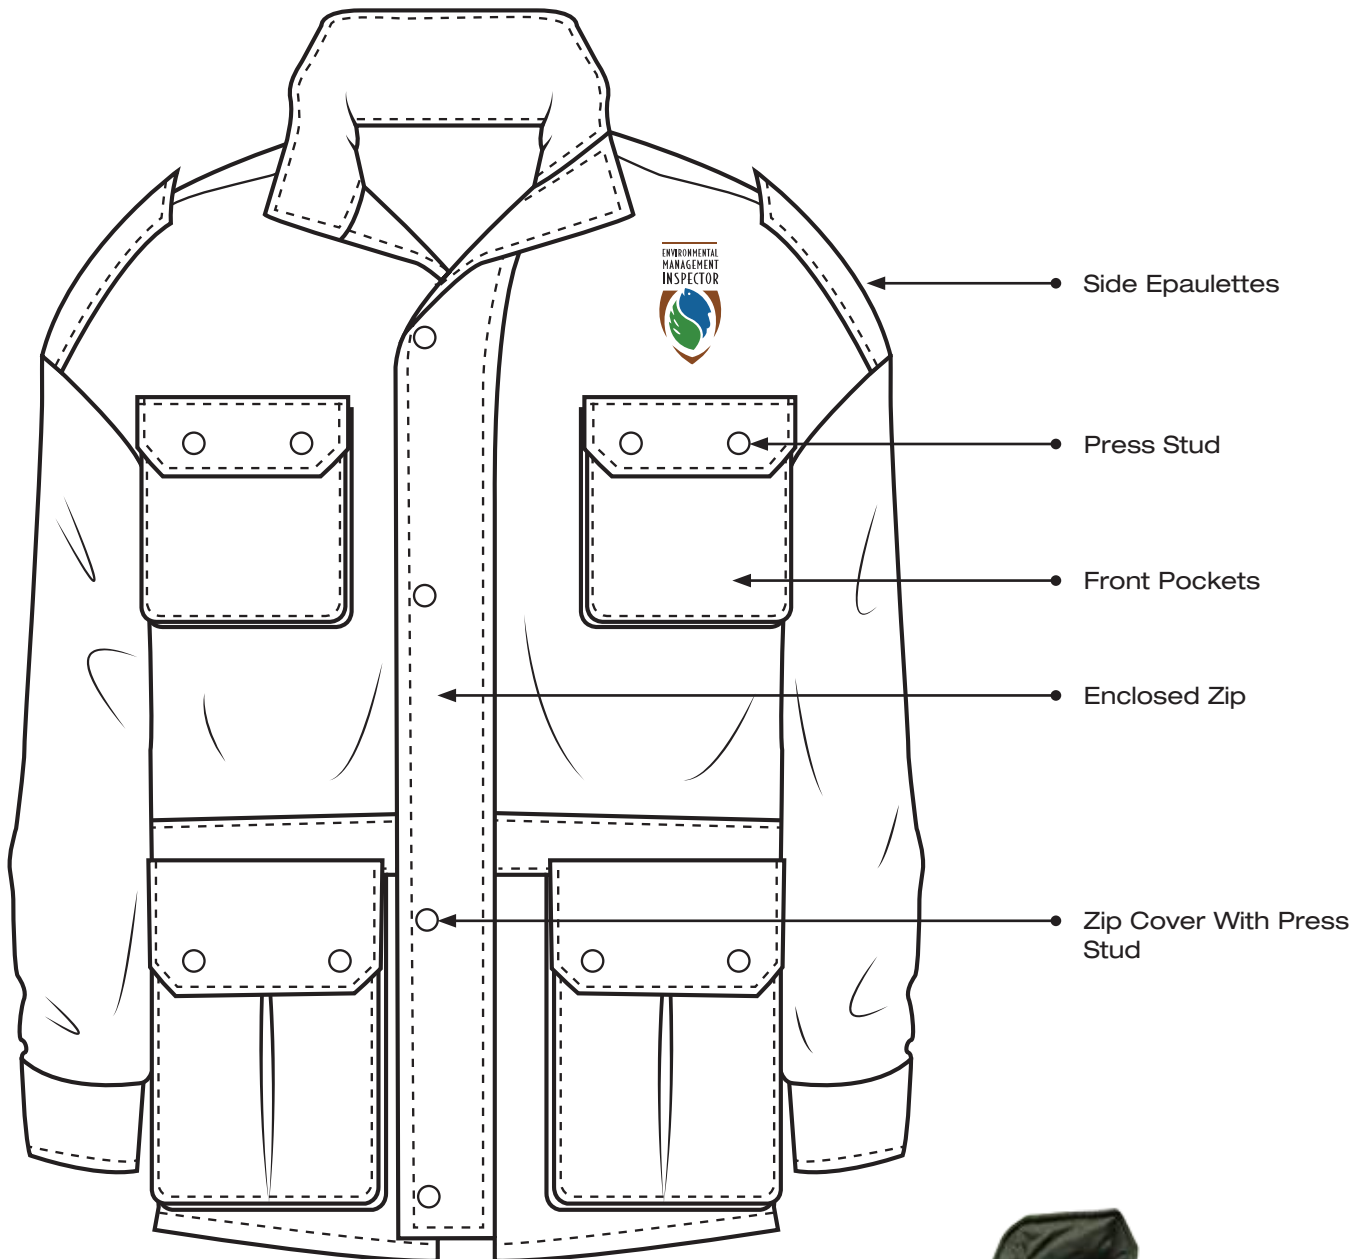 ENVIRONMENTAL
MANAGEMENT
INSPECTOR
Side Epaulettes
Press Stud
Front Pockets
Enclosed Zip
Zip Cover With Press
Stud